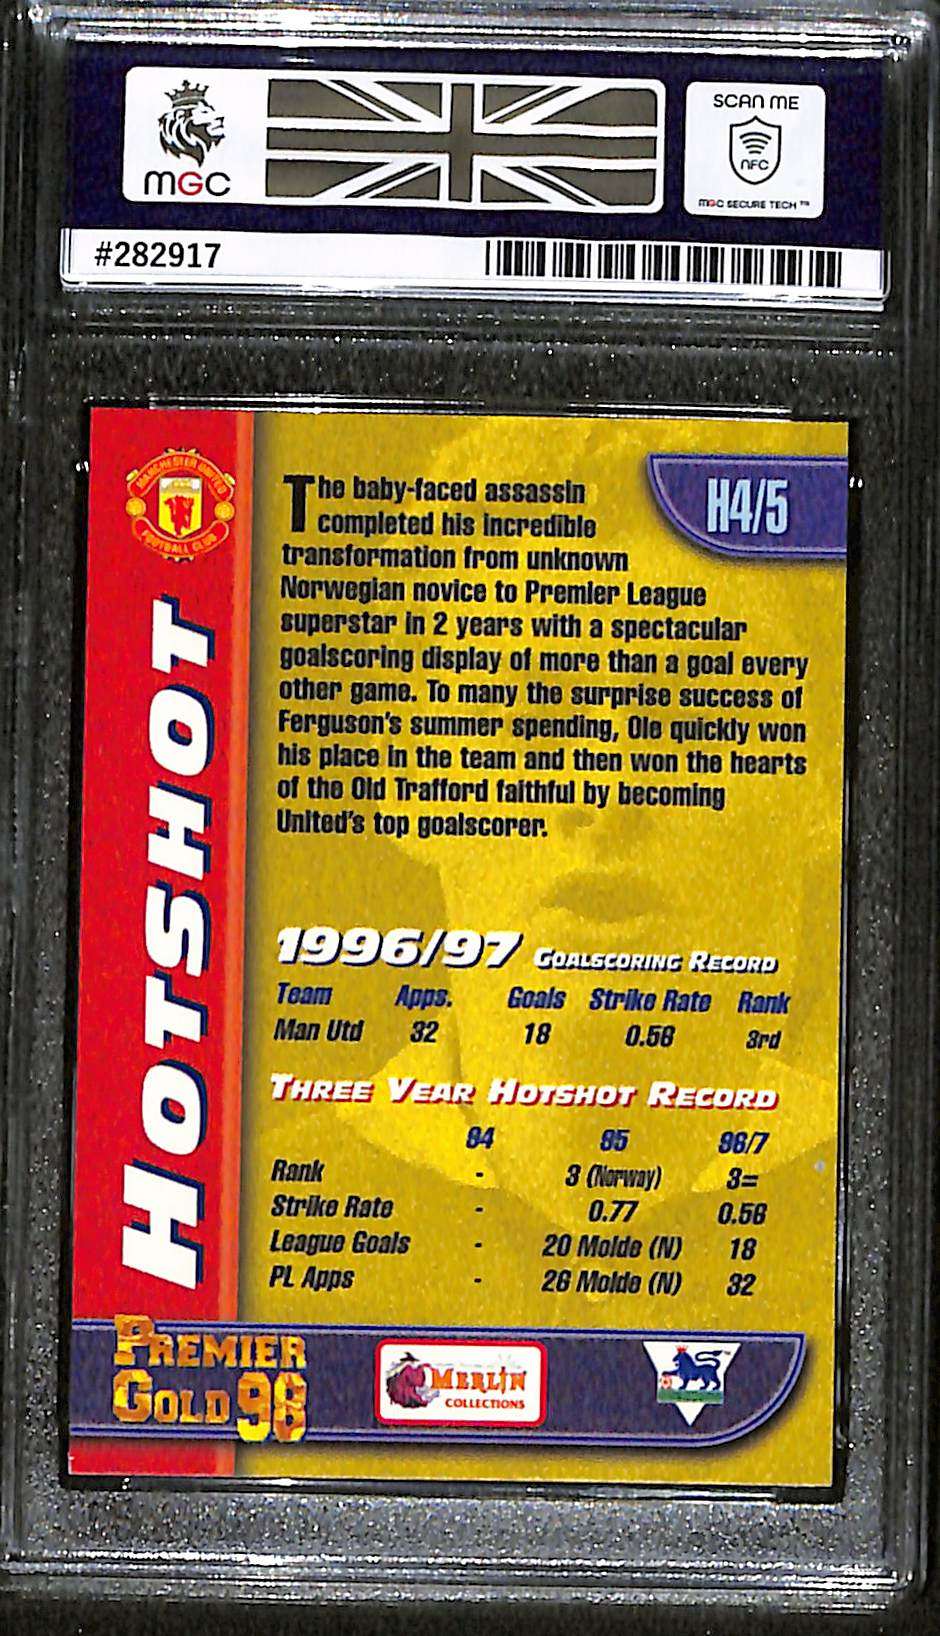 MGC
SCAN ME
NFC
MGC SECURE TECH ™
#282917
MANCHESTER UNITED
FOOTBALL CLUB
HOTSHOT
H4/5
The baby-faced assassin
completed his incredible
transformation from unknown
Norwegian novice to Premier League
superstar in 2 years with a spectacular
goalscoring display of more than a goal every
other game. To many the surprise success of
Ferguson's summer spending, Ole quickly won
his place in the team and then won the hearts
of the Old Trafford faithful by becoming
United's top goalscorer.
1996/97 GOALSCORING RECORD
Team Apps. Goals Strike Rate Rank
Man Utd 32 18 0.56 3rd
THREE YEAR HOTSHOT RECORD
94 95 96/7
Rank - 3 (Norway) 3=
Strike Rate - 0.77 0.56
League Goals - 20 Molde (N) 18
PL Apps - 26 Molde (N) 32
PREMIER
GOLD 98
MERLIN
COLLECTIONS